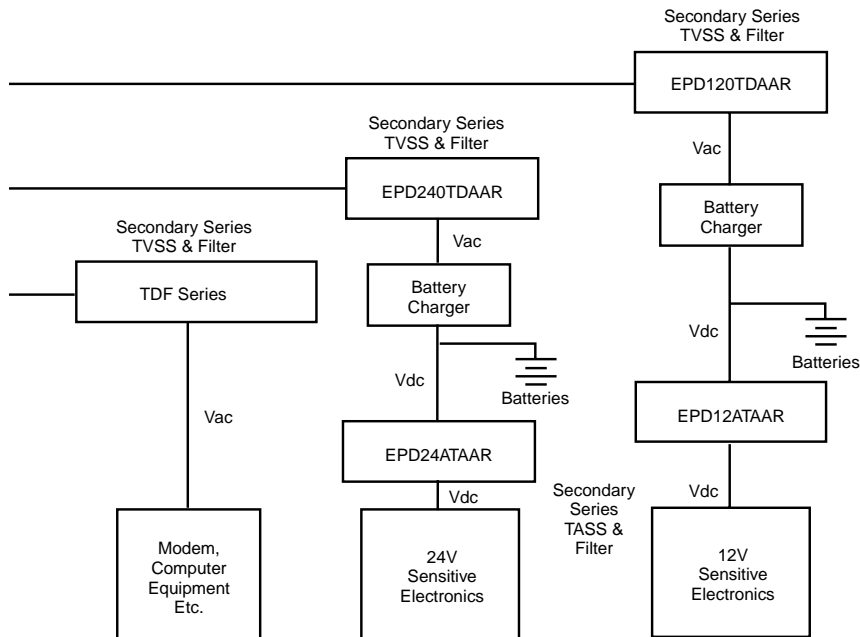 Secondary Series
TVSS & Filter
EPD120TDAAR
Vac
Battery
Charger
Vdc
Batteries
EPD12ATAAR
Vdc
12V
Sensitive
Electronics
Secondary Series
TVSS & Filter
EPD240TDAAR
Vac
Battery
Charger
Vdc
Batteries
EPD24ATAAR
Vdc
24V
Sensitive
Electronics
Secondary
Series
TASS &
Filter
Secondary Series
TVSS & Filter
TDF Series
Vac
Modem,
Computer
Equipment
Etc.